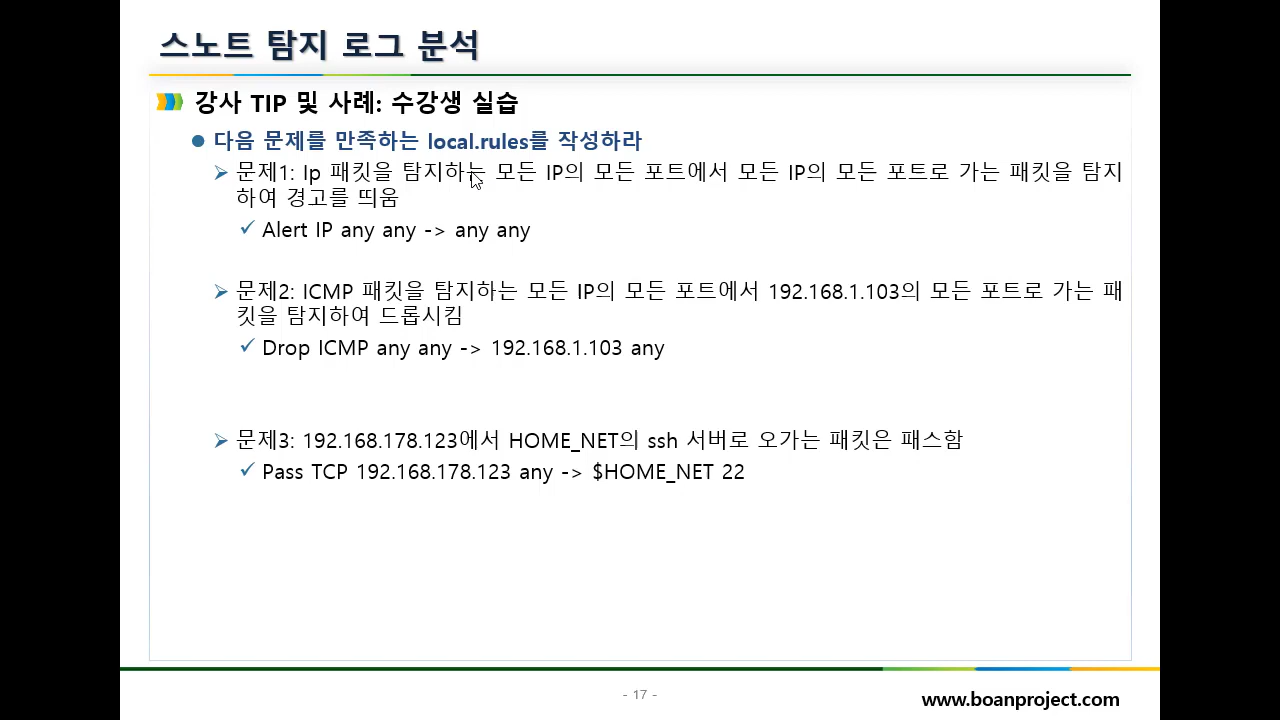 스노트 탐지 로그 분석
강사 TIP 및 사례: 수강생 실습
다음 문제를 만족하는 local.rules를 작성하라
문제1: Ip 패킷을 탐지하는 모든 IP의 모든 포트에서 모든 IP의 모든 포트로 가는 패킷을 탐지
하여 경고를 띄움
Alert IP any any -> any any
문제2: ICMP 패킷을 탐지하는 모든 IP의 모든 포트에서 192.168.1.103의 모든 포트로 가는 패
킷을 탐지하여 드롭시킴
Drop ICMP any any -> 192.168.1.103 any
문제3: 192.168.178.123에서 HOME_NET의 ssh 서버로 오가는 패킷은 패스함
Pass TCP 192.168.178.123 any -> $HOME_NET 22
- 17 -
www.boanproject.com